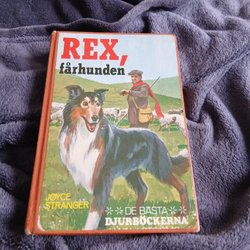 REX,
fårhunden
JOYCE
STRANGER
DE BÄSTA
DJURBÖCKERNA